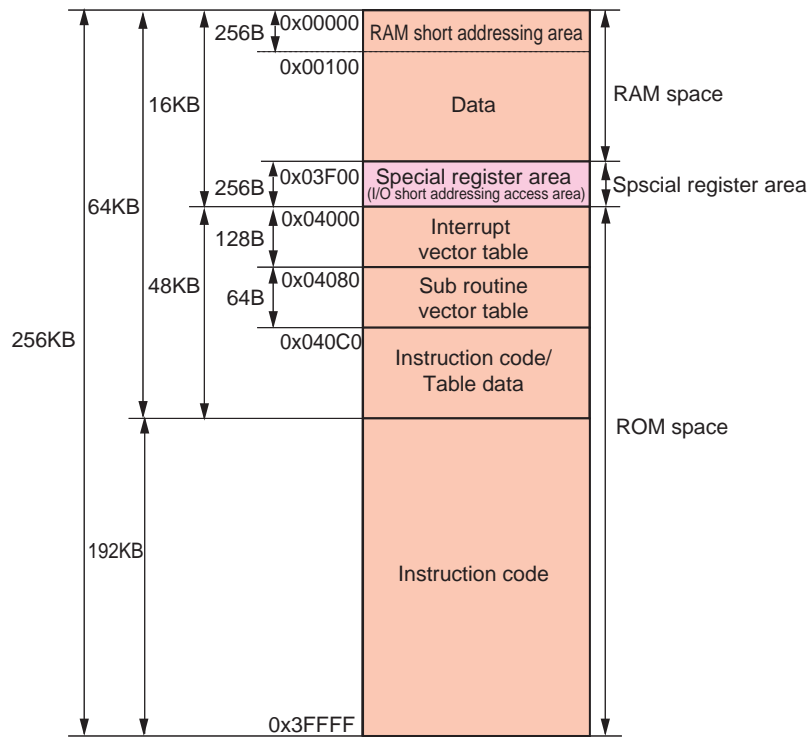 256B
0x00000
RAM short addressing area
0x00100
16KB
Data
RAM space
64KB
256B
0x03F00
Special register area
(I/O short addressing access area)
Spscial register area
128B
0x04000
Interrupt
vector table
48KB
64B
0x04080
Sub routine
vector table
256KB
0x040C0
Instruction code/
Table data
ROM space
192KB
Instruction code
0x3FFFF